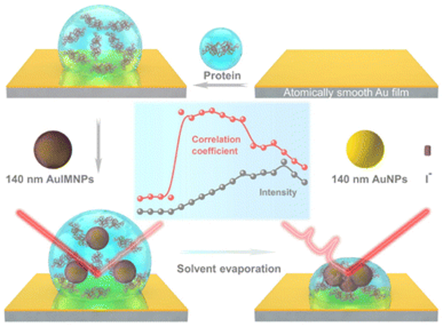 Protein
Atomically smooth Au film
Correlation
coefficient
Intensity
140 nm AuIMNPs
140 nm AuNPs
I⁻
Solvent evaporation